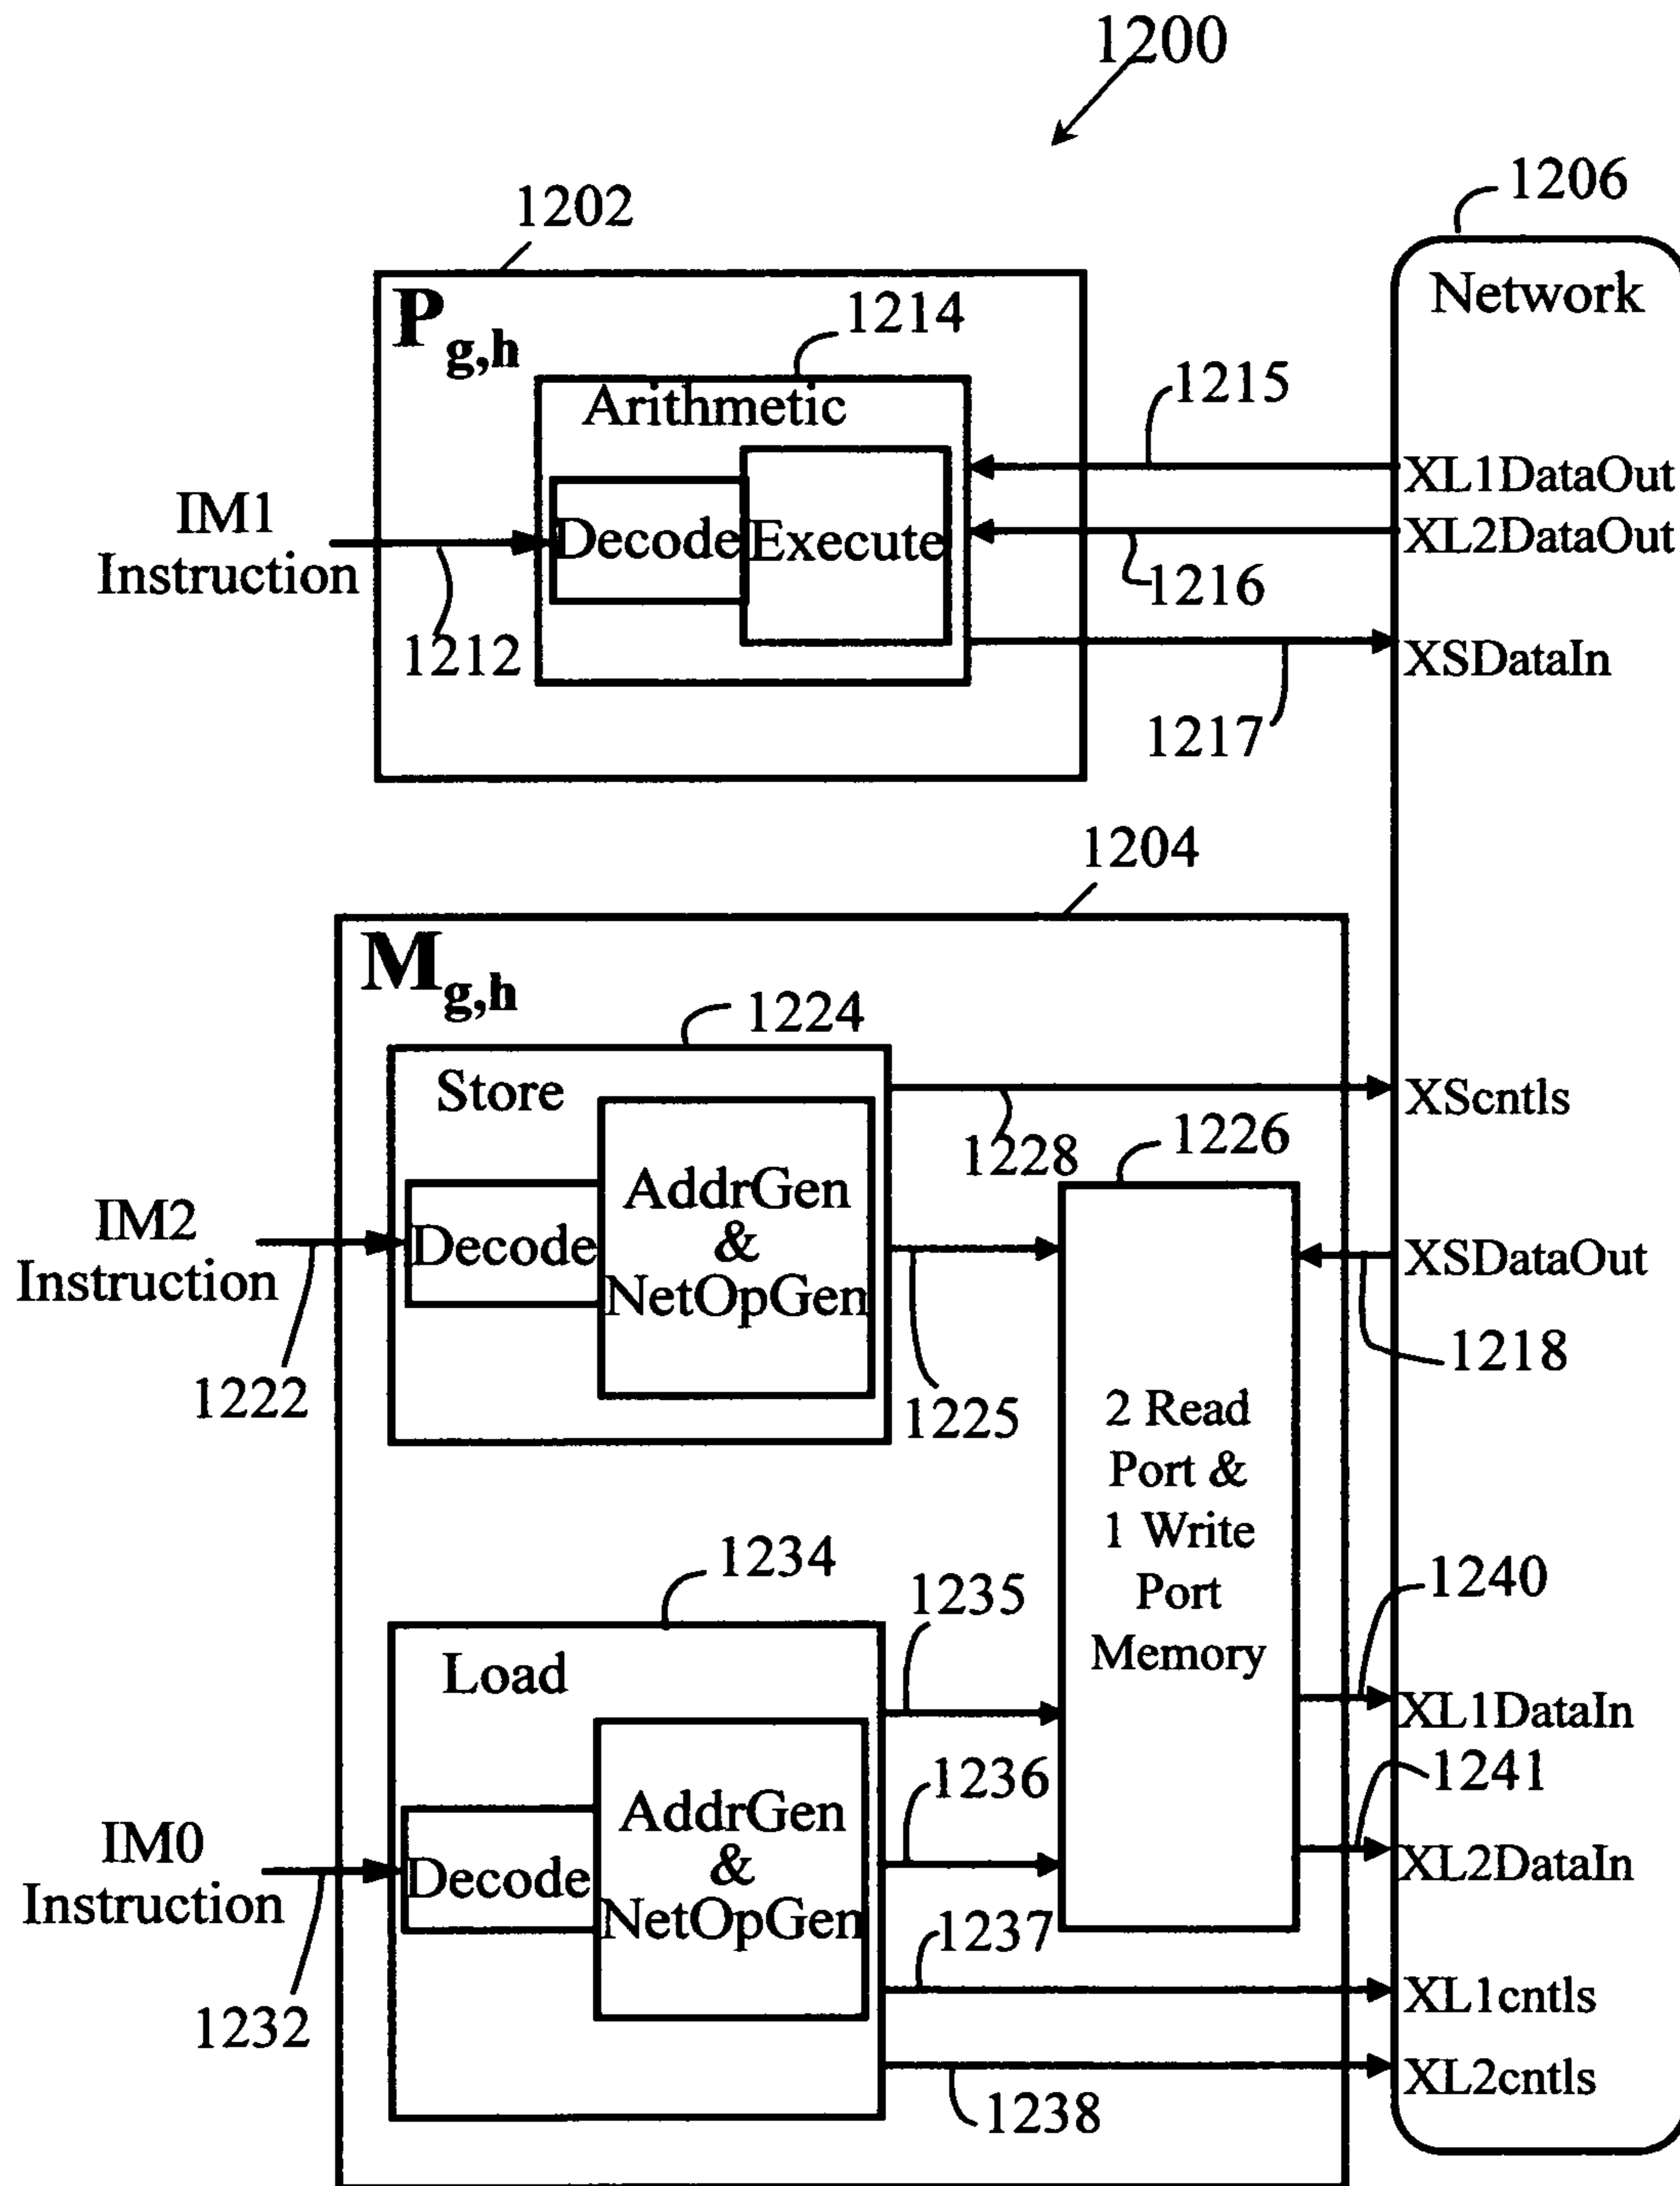 1200
1202
1206
Network
P g,h
1214
Arithmetic
1215
XL1DataOut
IM1
Instruction
Decode
Execute
XL2DataOut
1216
1212
XSDataIn
1217
1204
M g,h
1224
Store
XScntls
1228
1226
AddrGen
&
NetOpGen
IM2
Instruction
Decode
XSDataOut
1218
1222
1225
2 Read
Port &
1 Write
Port
Memory
1234
1235
1240
Load
XL1DataIn
1236
1241
AddrGen
&
NetOpGen
IM0
Instruction
Decode
XL2DataIn
1237
1232
XL1cntls
XL2cntls
1238